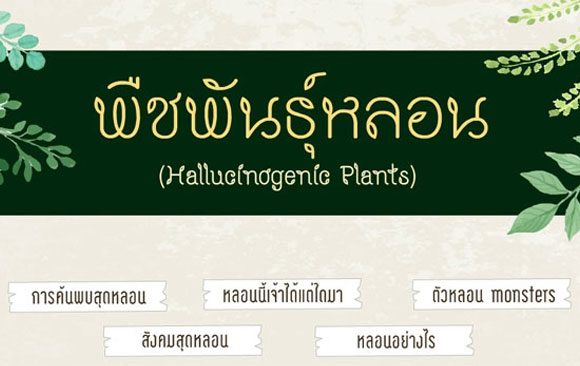 พืชพันธุ์หลอน
(Hallucinogenic Plants)
การค้นพบสุดหลอน
หลอนนี้เจ้าได้แต่ใดมา
ตัวหลอน monsters
สังคมสุดหลอน
หลอนอย่างไร